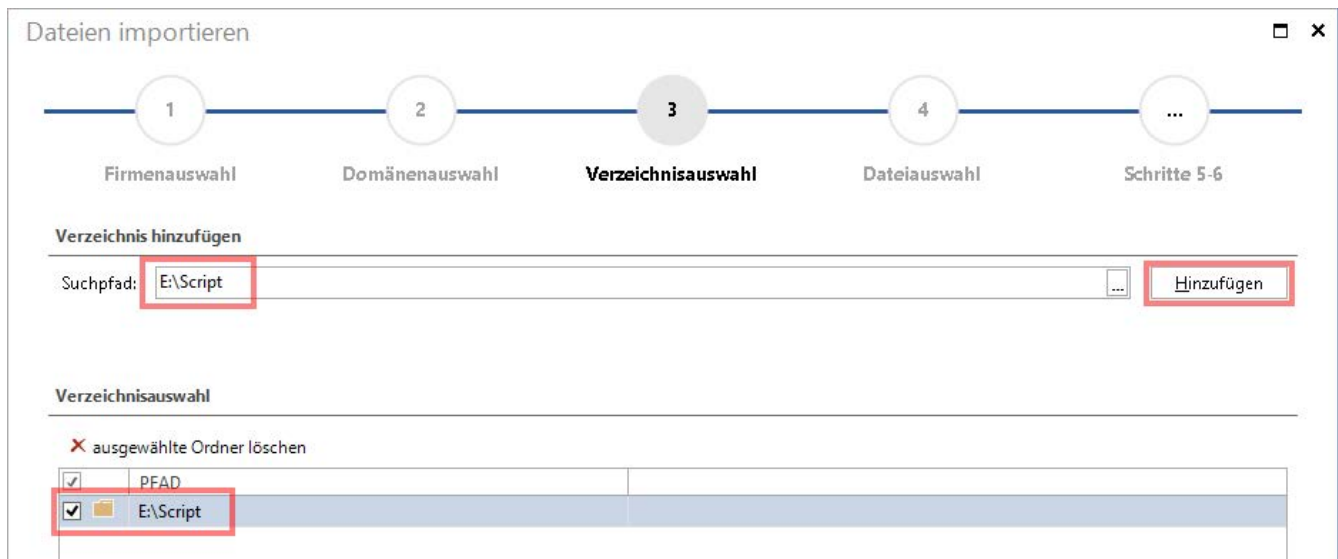 Dateien importieren
1 2 3 4 ...
Firmenauswahl Domänenauswahl Verzeichnisauswahl Dateiauswahl Schritte 5-6
Verzeichnis hinzufügen
Suchpfad: E:\Script ... Hinzufügen
Verzeichnisauswahl
ausgewählte Ordner löschen
PFAD
E:\Script